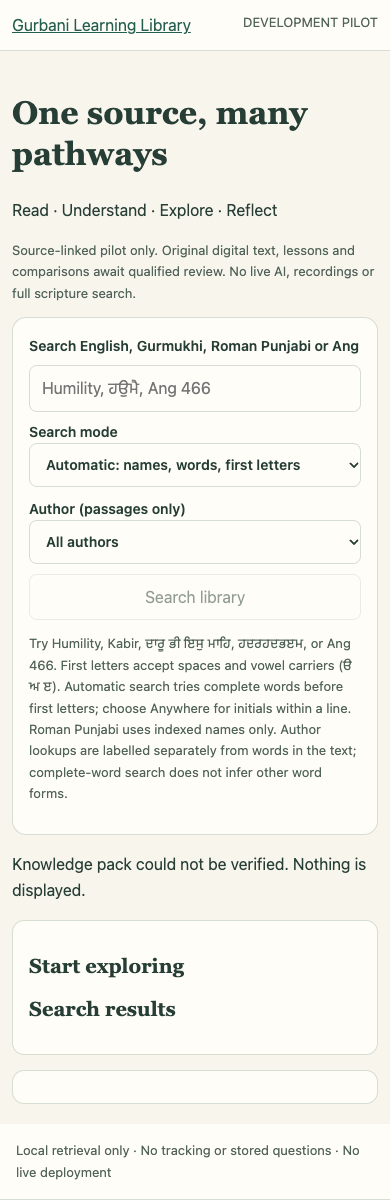 Gurbani Learning Library
DEVELOPMENT PILOT
One source, many
pathways
Read · Understand · Explore · Reflect
Source-linked pilot only. Original digital text, lessons and
comparisons await qualified review. No live AI, recordings or
full scripture search.
Search English, Gurmukhi, Roman Punjabi or Ang
Humility, ਹਉਮੈ, Ang 466
Search mode
Automatic: names, words, first letters
Author (passages only)
All authors
Search library
Try Humility, Kabir, ਦਾਰੂ ਭੀ ਇਸੁ ਮਾਹਿ, ਹਦਰਹਦਭਇਮ, or Ang
466. First letters accept spaces and vowel carriers (ੳ
ਅ ੲ). Automatic search tries complete words before
first letters; choose Anywhere for initials within a line.
Roman Punjabi uses indexed names only. Author
lookups are labelled separately from words in the text;
complete-word search does not infer other word
forms.
Knowledge pack could not be verified. Nothing is
displayed.
Start exploring
Search results
Local retrieval only · No tracking or stored questions · No
live deployment